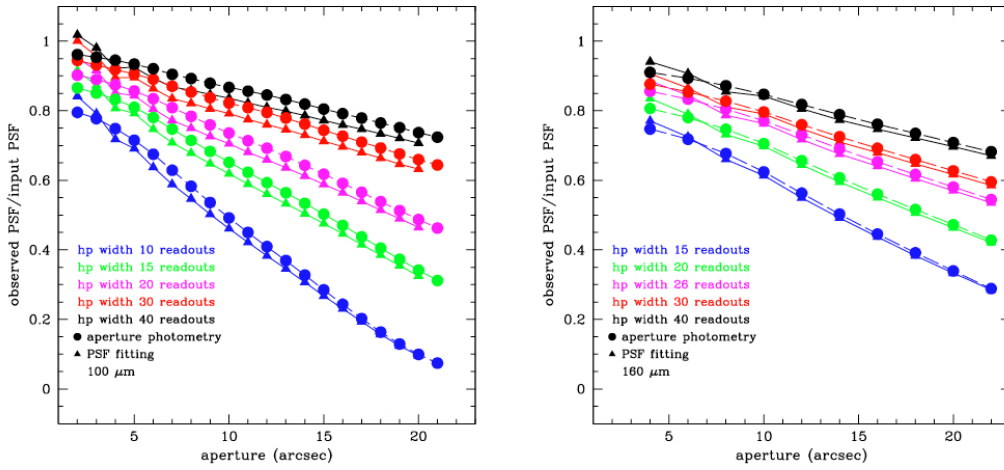 observed PSF/input PSF
1
0.8
0.6
0.4
0.2
0
hp width 10 readouts
hp width 15 readouts
hp width 20 readouts
hp width 30 readouts
hp width 40 readouts
aperture photometry
PSF fitting
100 μm
5
10
15
20
aperture (arcsec)
observed PSF/input PSF
1
0.8
0.6
0.4
0.2
0
hp width 15 readouts
hp width 20 readouts
hp width 26 readouts
hp width 30 readouts
hp width 40 readouts
aperture photometry
PSF fitting
160 μm
5
10
15
20
aperture (arcsec)